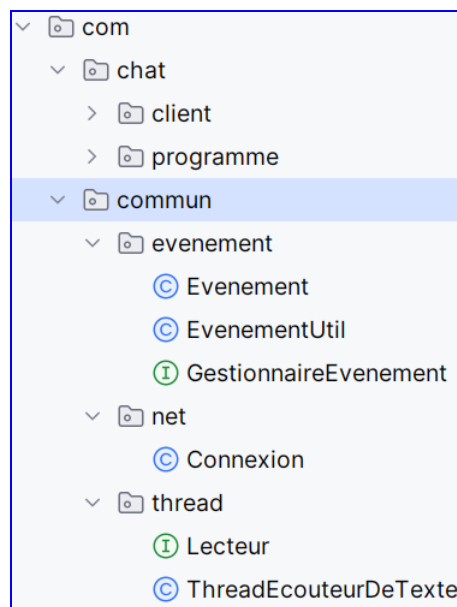 com
chat
client
programme
commun
evenement
C Evenement
C EvenementUtil
I GestionnaireEvenement
net
C Connexion
thread
I Lecteur
C ThreadEcouteurDeTexte